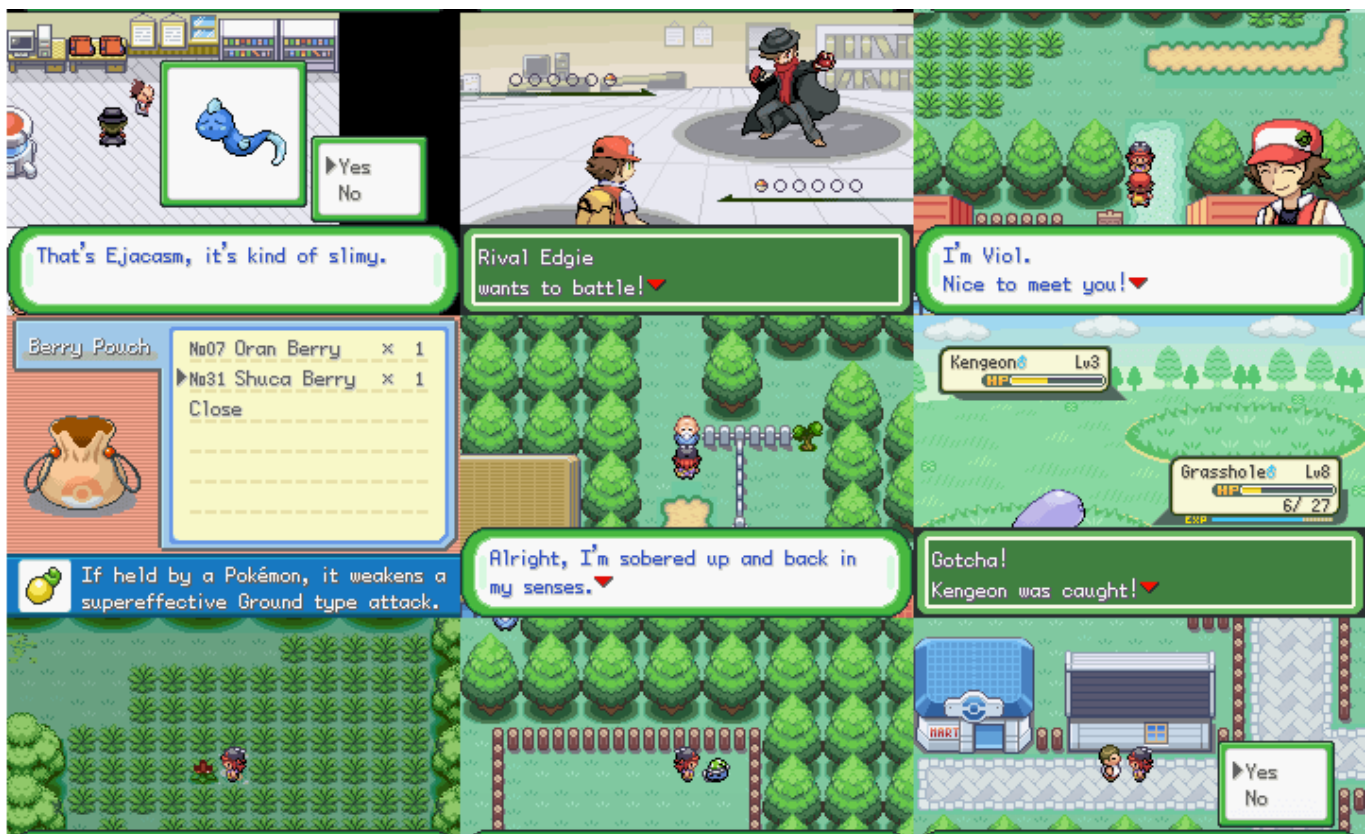 Yes
No
That's Ejacasm, it's kind of slimy.
Rival Edgie
wants to battle!
I'm Viol.
Nice to meet you!
Berry Pouch
№07 Oran Berry × 1
№31 Shuca Berry × 1
Close
If held by a Pokémon, it weakens a
supereffective Ground type attack.
Alright, I'm sobered up and back in
my senses.
Kengeon♂ Lv3
HP
Grasshole♂ Lv8
HP
6/ 27
EXP
Gotcha!
Kengeon was caught!
MART
Yes
No